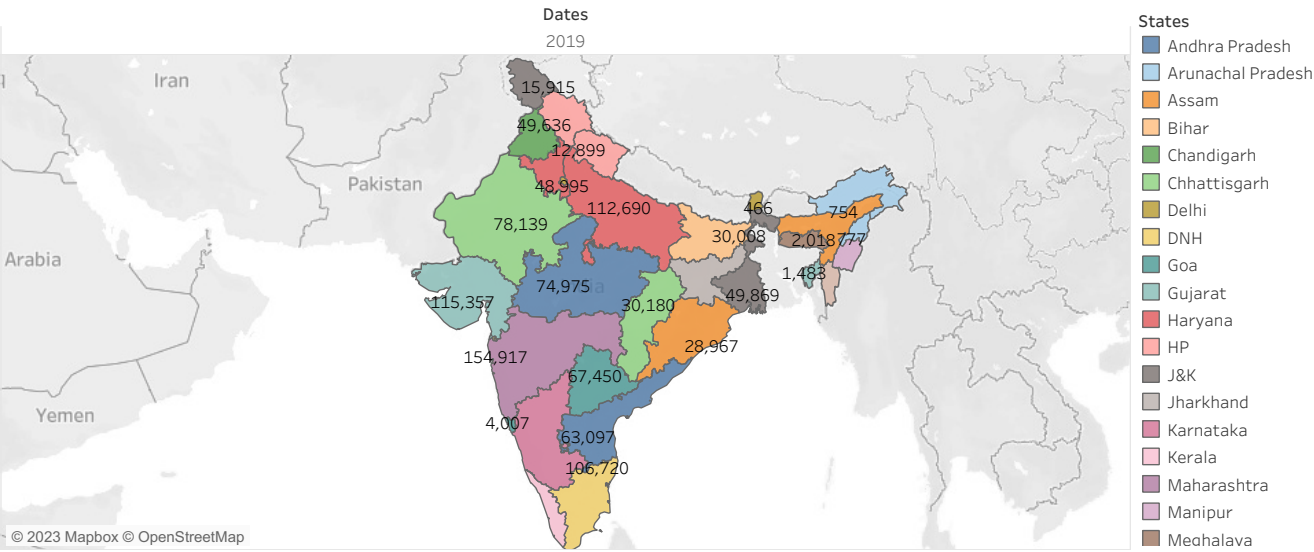 Dates
2019
States
Andhra Pradesh
Arunachal Pradesh
Assam
Bihar
Chandigarh
Chhattisgarh
Delhi
DNH
Goa
Gujarat
Haryana
HP
J&K
Jharkhand
Karnataka
Kerala
Maharashtra
Manipur
Meghalaya
Iran
Pakistan
Arabia
Yemen
15,915
49,636
12,899
48,995
112,690
78,139
466
754
30,008
2,018
777
1,483
115,357
74,975
30,180
49,869
28,967
154,917
67,450
4,007
63,097
106,720
© 2023 Mapbox © OpenStreetMap